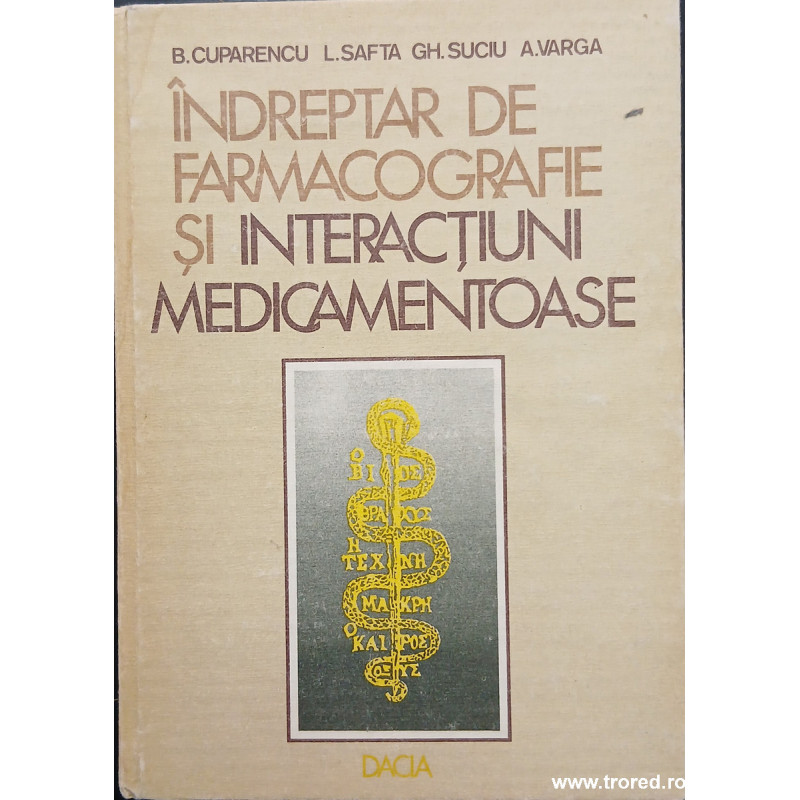 B.CUPARENCU L.SAFTA GH.SUCIU A.VARGA
ÎNDREPTAR DE
FARMACOGRAFIE
ȘI INTERACȚIUNI
MEDICAMENTOASE
Ο
ΒΙΟΣ
ΒΡΑΧΟΣ
Η
ΤΕΧΝΗ
ΜΑΚΡΗ
Ο
ΚΑΙΡΟΣ
ΟΞΥΣ
DACIA
www.trored.ro